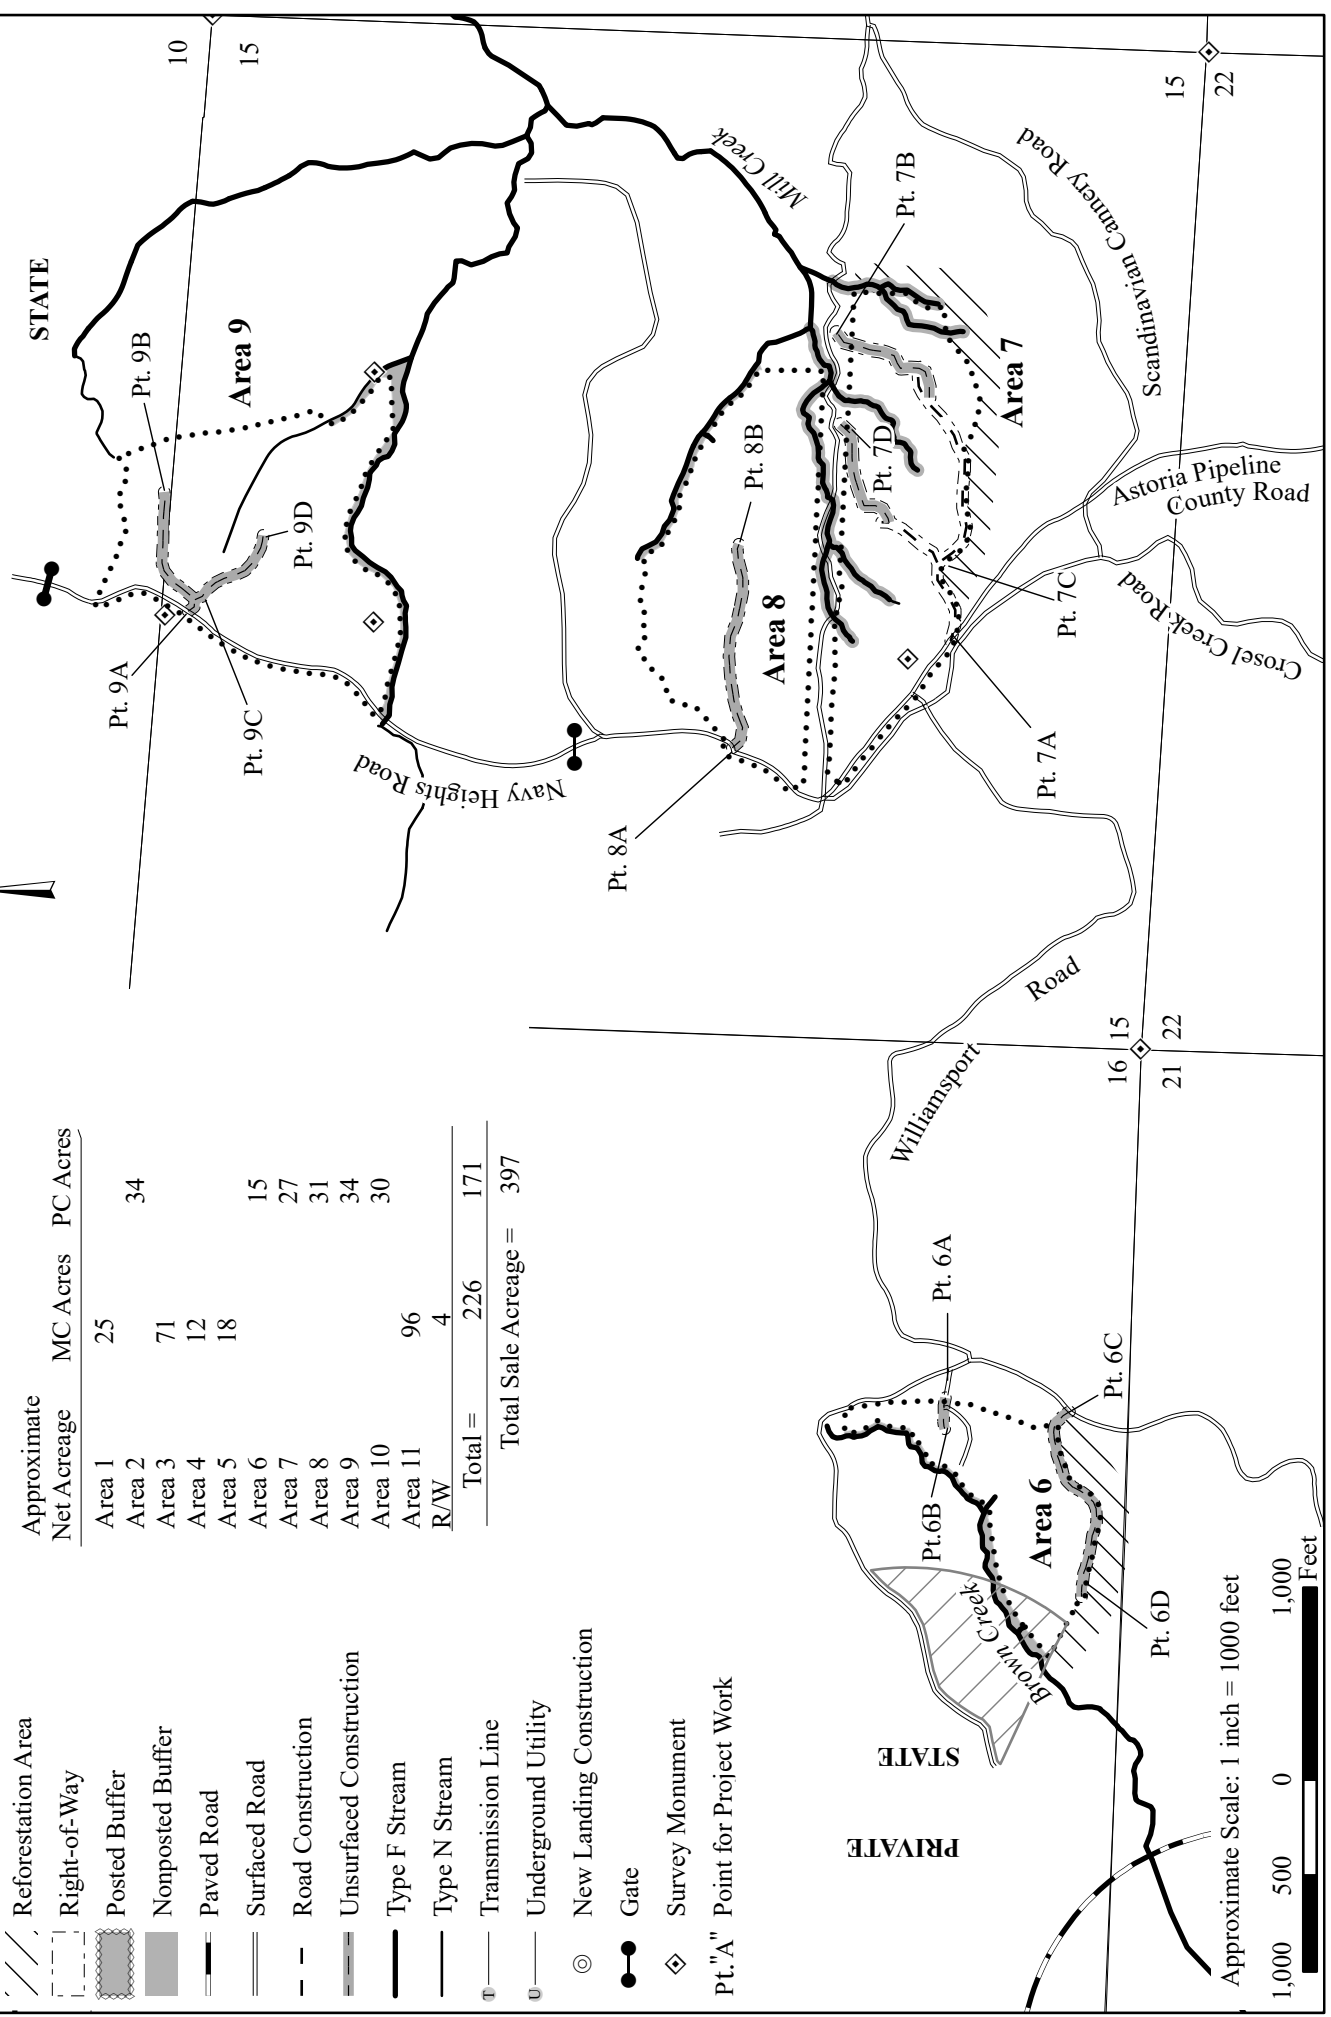 Reforestation Area
Right-of-Way
Posted Buffer
Nonposted Buffer
Paved Road
Surfaced Road
Road Construction
Unsurfaced Construction
Type F Stream
Type N Stream
T Transmission Line
U Underground Utility
New Landing Construction
Gate
Survey Monument
Pt."A" Point for Project Work
Approximate
Net Acreage MC Acres PC Acres
Area 1 25
Area 2 34
Area 3 71
Area 4 12
Area 5 18
Area 6 15
Area 7 27
Area 8 31
Area 9 34
Area 10 30
Area 11 96
R/W 4
Total = 226 171
Total Sale Acreage = 397
STATE
10
15
Pt. 9B
Area 9
Pt. 9D
Pt. 9A
Pt. 9C
Navy Heights Road
Mill Creek
Pt. 8B
Area 8
Pt. 8A
Pt. 7B
Pt. 7D
Area 7
Pt. 7C
Pt. 7A
Scandinavian Cannery Road
15
22
Astoria Pipeline
County Road
Crosel Creek Road
Williamsport
Road
16 15
21 22
Pt. 6A
Pt.6B
Pt. 6C
Area 6
Pt. 6D
Brown Creek
STATE
PRIVATE
Approximate Scale: 1 inch = 1000 feet
1,000 500 0 1,000
Feet